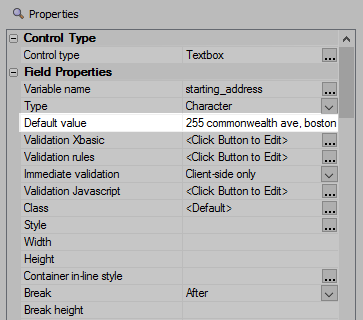 Properties
Control Type
Control type Textbox ...
Field Properties
Variable name starting_address ...
Type Character
Default value 255 commonwealth ave, boston
Validation Xbasic <Click Button to Edit> ...
Validation rules <Click Button to Edit> ...
Immediate validation Client-side only
Validation Javascript <Click Button to Edit> ...
Class <Default> ...
Style ...
Width
Height
Container in-line style ...
Break After
Break height